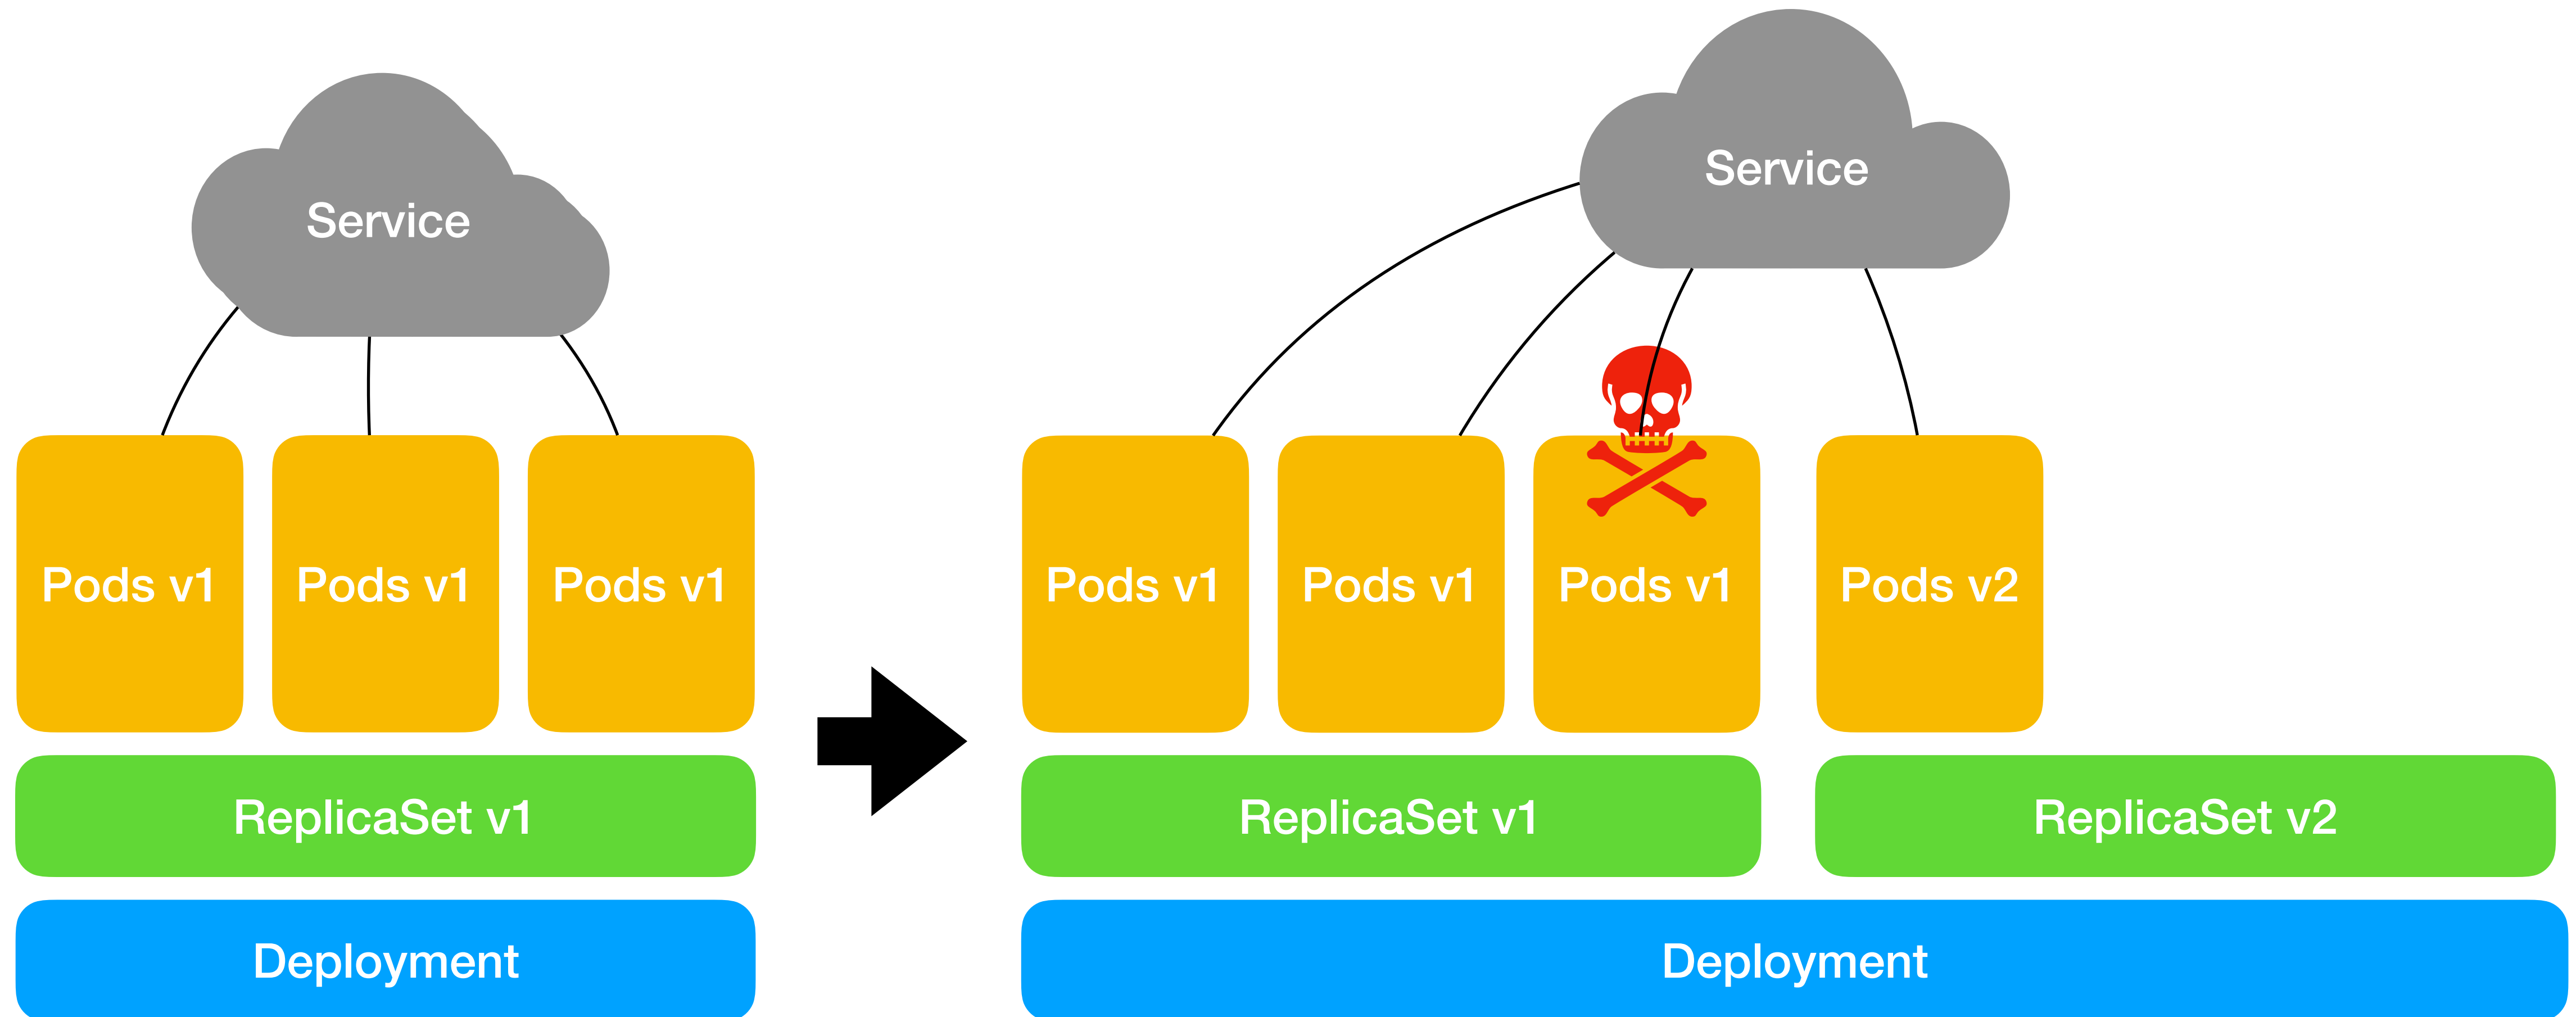 Service
Pods v1
Pods v1
Pods v1
ReplicaSet v1
Deployment
Service
Pods v1
Pods v1
Pods v1
Pods v2
ReplicaSet v1
ReplicaSet v2
Deployment